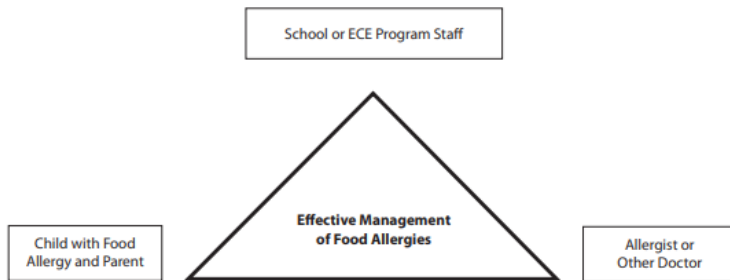 School or ECE Program Staff
Effective Management
of Food Allergies
Child with Food
Allergy and Parent
Allergist or
Other Doctor